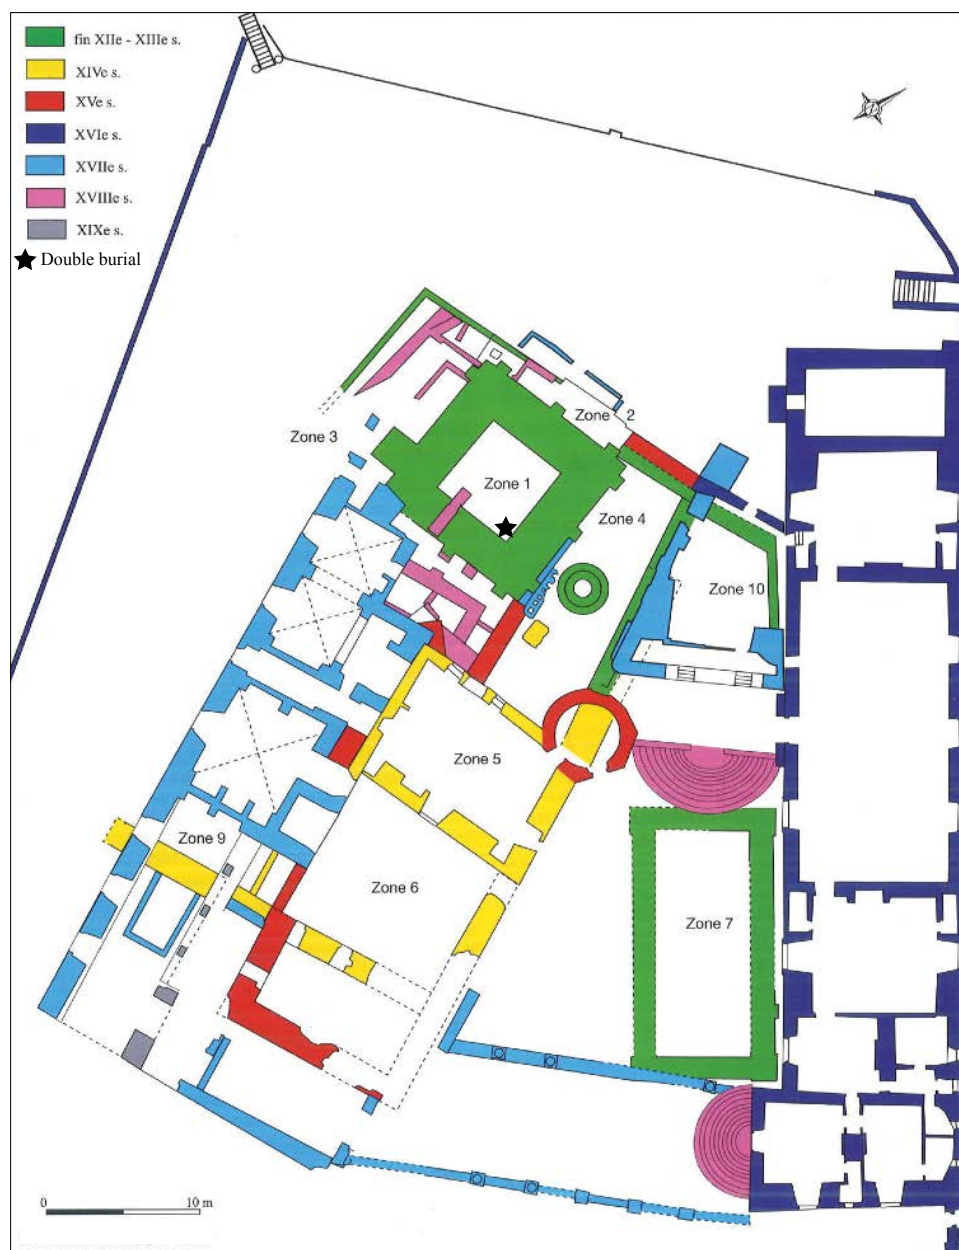 fin XIIe - XIIIe s.
XIVe s.
XVe s.
XVIe s.
XVIIe s.
XVIIIe s.
XIXe s.
Double burial
Zone 2
Zone 3
Zone 1
Zone 4
Zone 10
Zone 5
Zone 9
Zone 6
Zone 7
0 10 m